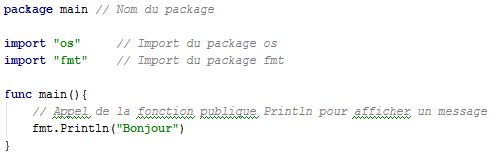 package main // Nom du package
import "os" // Import du package os
import "fmt" // Import du package fmt
func main(){
// Appel de la fonction publique Println pour afficher un message
fmt.Println("Bonjour")
}